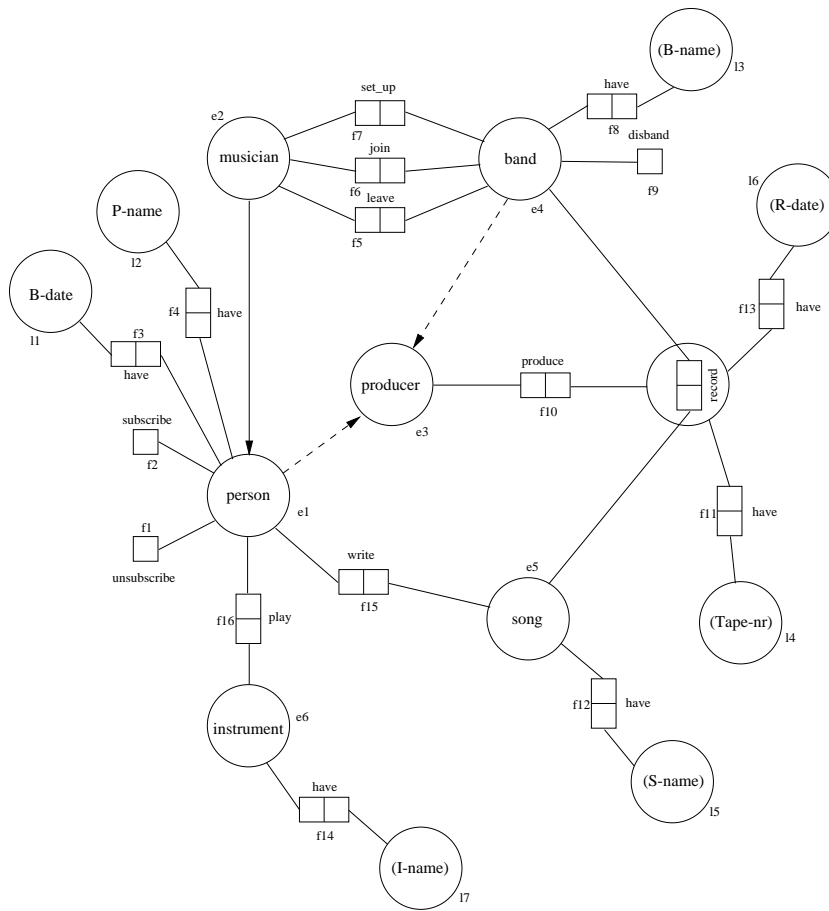 (B-name)
l3
have
f8
set_up
f7
e2
musician
join
f6
leave
f5
band
e4
disband
f9
l6
(R-date)
P-name
l2
f4
have
f13
have
B-date
l1
f3
have
producer
e3
produce
f10
record
subscribe
f2
person
e1
f1
unsubscribe
f11
have
write
f15
e5
song
(Tape-nr)
l4
f16
play
instrument
e6
f12
have
(S-name)
l5
have
f14
(I-name)
l7